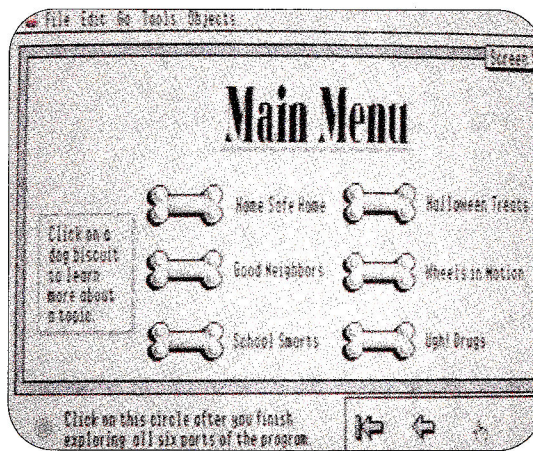 File Edit Go Tools Objects
Screen
Main Menu
Home Safe Home
Halloween Treats
Click on a
dog biscuit
to learn
more about
a topic.
Good Neighbors
Wheels in Motion
School Smarts
Ugh! Drugs
Click on this circle after you finish
exploring all six parts of the program.